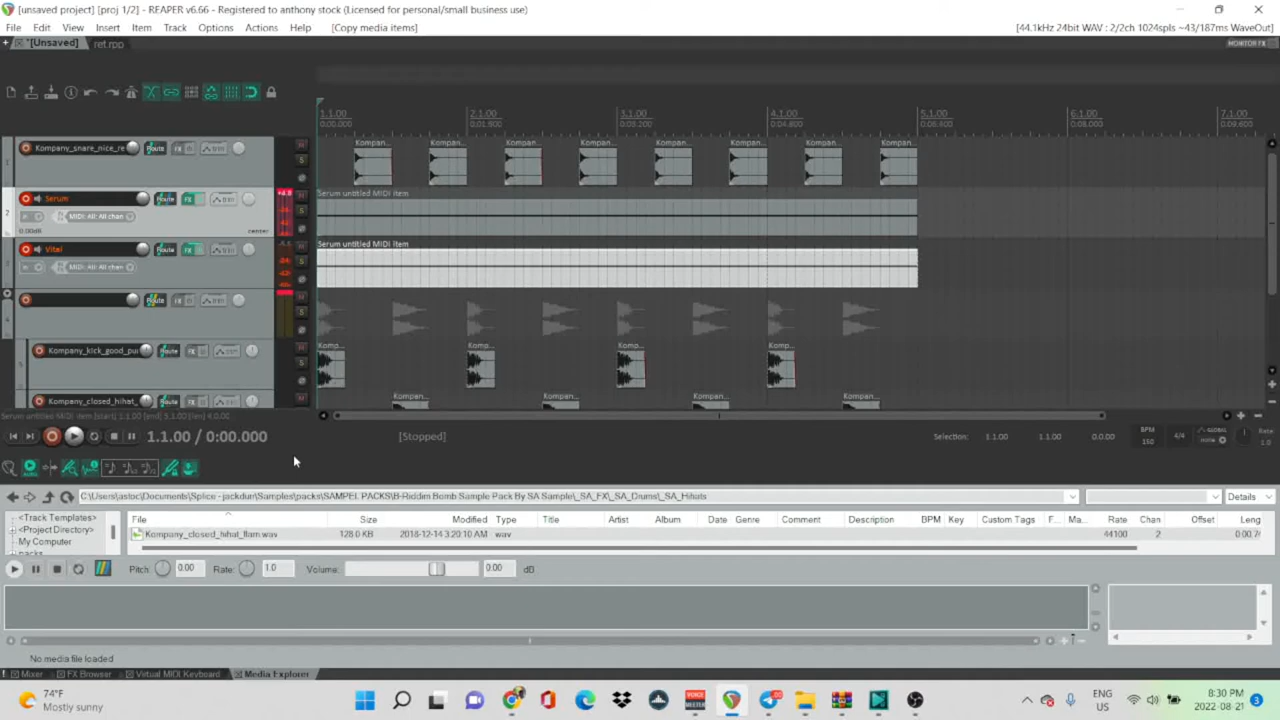 [unsaved project] [proj 1/2] - REAPER v6.66 - Registered to anthony stock (Licensed for personal/small business use)
File Edit View Insert Item Track Options Actions Help [Copy media items]
[44.1kHz 24bit WAV : 2/2ch 1024spls ~43/187ms WaveOut]
*[Unsaved] ret.rpp
MONITOR FX
1.1.00 2.1.00 3.1.00 4.1.00 5.1.00 6.1.00 7.1.00
0:00.000 0:01.600 0:03.200 0:04.800 0:06.400 0:08.000 0:09.600
Kompany_snare_nice_re Route FX trim
Kompan... Kompan... Kompan... Kompan... Kompan... Kompan... Kompan... Kompan...
Serum Route FX trim
Serum untitled MIDI item
MIDI: All: All chan
0.00dB center
Vital Route FX trim
Serum untitled MIDI item
MIDI: All: All chan
Route FX trim
Kompany_kick_good_pu Route FX trim
Komp... Komp... Komp... Komp...
Kompany_closed_hihat_ Route FX trim
Kompan... Kompan... Kompan... Kompan...
Serum untitled MIDI item [start] 1.1.00 [end] 5.1.00 [len] 4.0.00
1.1.00 / 0:00.000 [Stopped] Selection: 1.1.00 1.1.00 0.0.00 BPM 150 4/4 GLOBAL none Rate: 1.0
C:\Users\astoc\Documents\Splice - jackdun\Samples\packs\SAMPEL PACKS\B-Riddim Bomb Sample Pack By SA Sample\_SA_FX\_SA_Drums\_SA_Hihats Details
<Track Templates>
<Project Directory>
My Computer
packs
File Size Modified Type Title Artist Album Date Genre Comment Description BPM Key Custom Tags F... Ma... Rate Chan Offset Leng
Kompany_closed_hihat_flam.wav 128.0 KB 2018-12-14 3:20:10 AM wav 44100 2 0:00.7
Pitch 0.00 Rate: 1.0 Volume: 0.00 dB
No media file loaded
! Mixer FX Browser Virtual MIDI Keyboard Media Explorer
74°F
Mostly sunny
VOICE MEETER
ENG
US
8:30 PM
2022-08-21
3